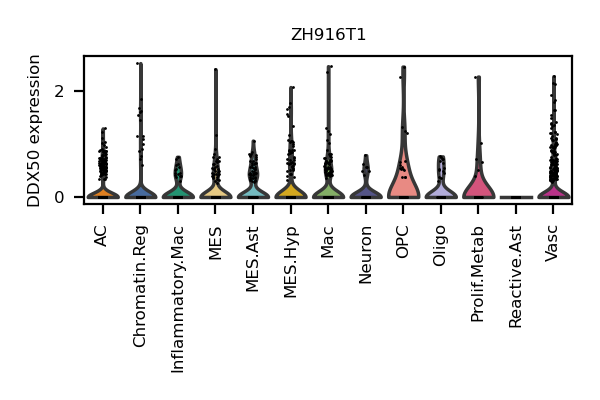 ZH916T1
DDX50 expression
2
0
AC
Chromatin.Reg
Inflammatory.Mac
MES
MES.Ast
MES.Hyp
Mac
Neuron
OPC
Oligo
Prolif.Metab
Reactive.Ast
Vasc